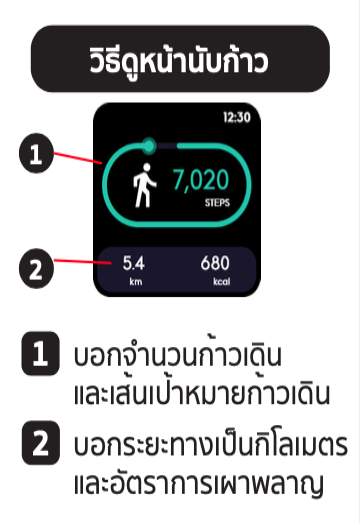 วิธีดูหน้านับก้าว
12:30
1
7,020
STEPS
2
5.4 680
km kcal
1 บอกจำนวนก้าวเดิน
และเส้นเป้าหมายก้าวเดิน
2 บอกระยะทางเป็นกิโลเมตร
และอัตราการเผาพลาญ